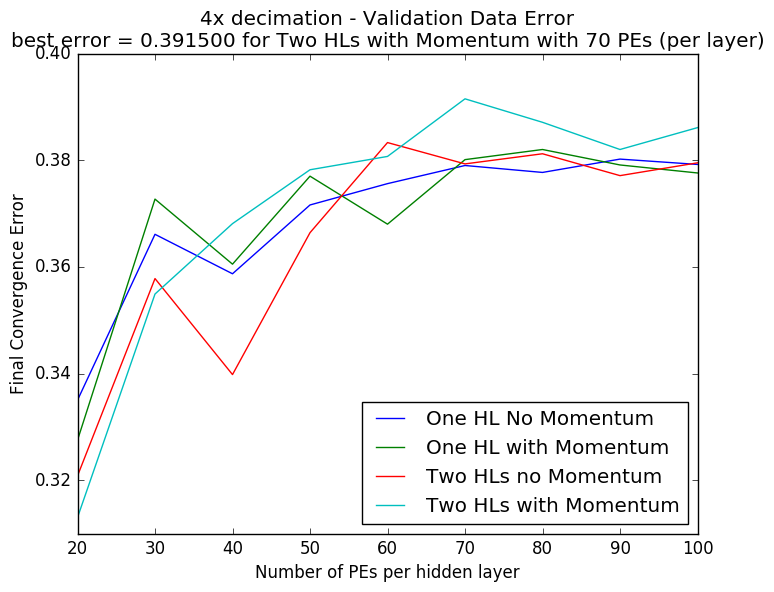 4x decimation - Validation Data Error
best error = 0.391500 for Two HLs with Momentum with 70 PEs (per layer)
0.40
0.38
0.36
0.34
0.32
Final Convergence Error
One HL No Momentum
One HL with Momentum
Two HLs no Momentum
Two HLs with Momentum
20 30 40 50 60 70 80 90 100
Number of PEs per hidden layer